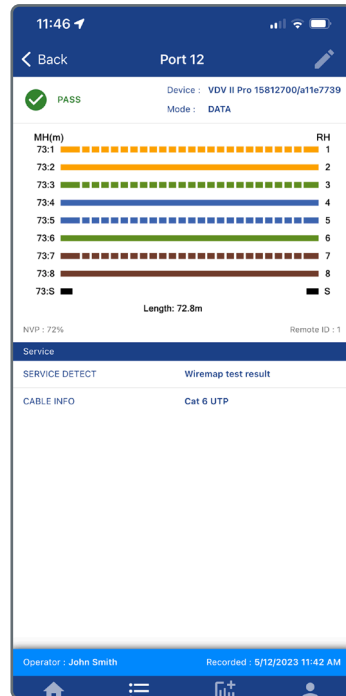 11:46
Back Port 12
PASS
Device : VDV II Pro 15812700/a11e7739
Mode : DATA
MH(m) RH
73:1 1
73:2 2
73:3 3
73:4 4
73:5 5
73:6 6
73:7 7
73:8 8
73:S S
Length: 72.8m
NVP : 72% Remote ID : 1
Service
SERVICE DETECT Wiremap test result
CABLE INFO Cat 6 UTP
Operator : John Smith Recorded : 5/12/2023 11:42 AM